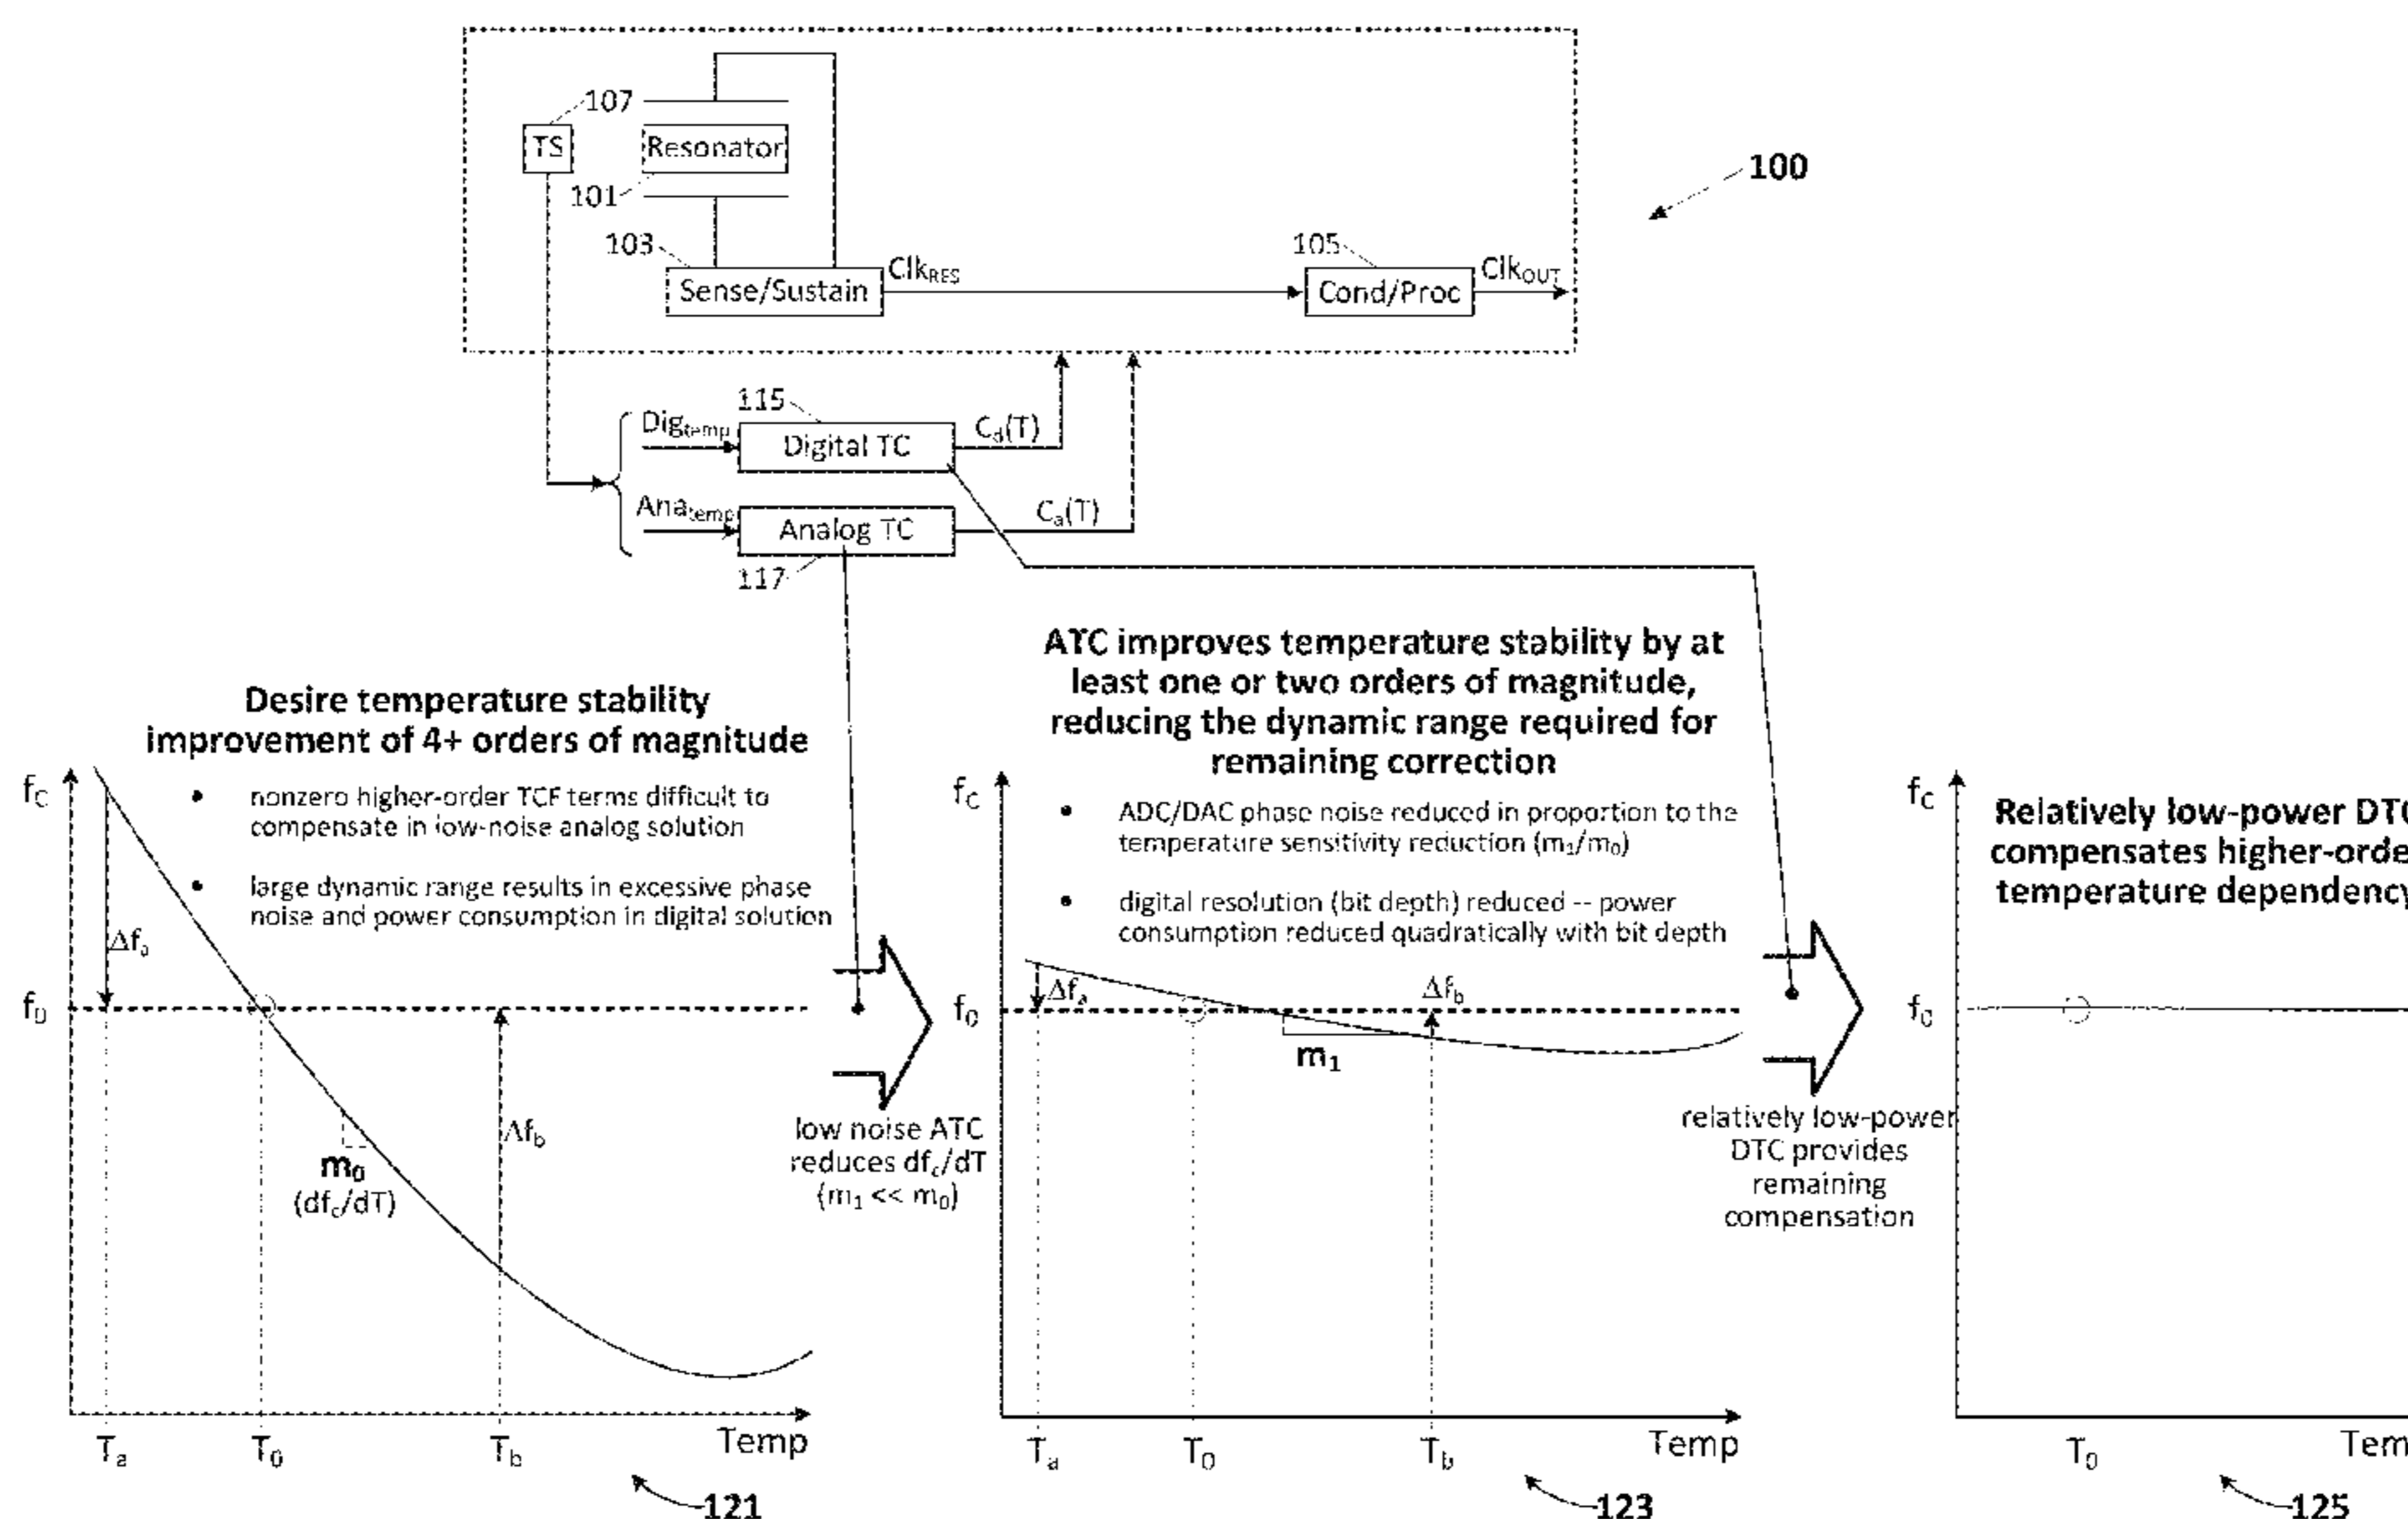 107
TS
Resonator
101
100
103
Sense/Sustain
ClkRES
105
Cond/Proc
ClkOUT
115
Digtemp
Digital TC
Cd(T)
Anatemp
Analog TC
Ca(T)
117
Desire temperature stability
improvement of 4+ orders of magnitude
• nonzero higher-order TCF terms difficult to
compensate in low-noise analog solution
• large dynamic range results in excessive phase
noise and power consumption in digital solution
fC
Δfa
f0
Δfb
m0
(dfc/dT)
Ta
T0
Tb
Temp
121
low noise ATC
reduces dfc/dT
(m1 << m0)
ATC improves temperature stability by at
least one or two orders of magnitude,
reducing the dynamic range required for
remaining correction
• ADC/DAC phase noise reduced in proportion to the
temperature sensitivity reduction (m1/m0)
• digital resolution (bit depth) reduced -- power
consumption reduced quadratically with bit depth
fC
Δfa
f0
Δfb
m1
Ta
T0
Tb
Temp
123
relatively low-power
DTC provides
remaining
compensation
Relatively low-power DTC
compensates higher-orde
temperature dependency
fC
f0
T0
Tem
125